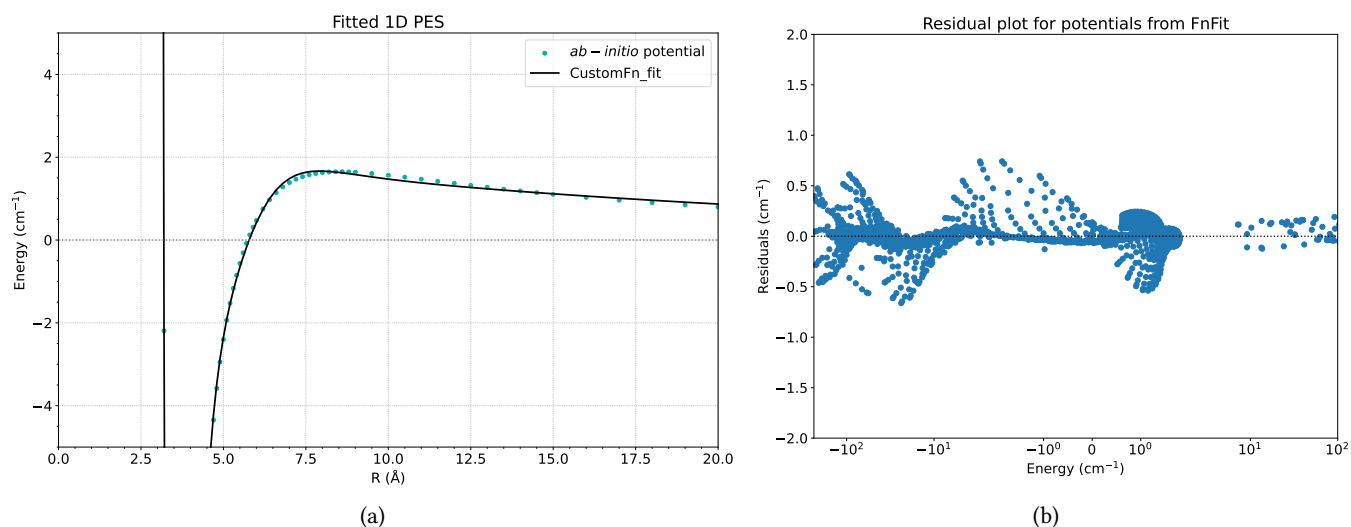 Fitted 1D PES
ab − initio potential
CustomFn_fit
Energy (cm⁻¹)
4
2
0
−2
−4
0.0 2.5 5.0 7.5 10.0 12.5 15.0 17.5 20.0
R (Å)
(a)
Residual plot for potentials from FnFit
Residuals (cm⁻¹)
2.0
1.5
1.0
0.5
0.0
−0.5
−1.0
−1.5
−2.0
−10² −10¹ −10⁰ 0 10⁰ 10¹ 10²
Energy (cm⁻¹)
(b)